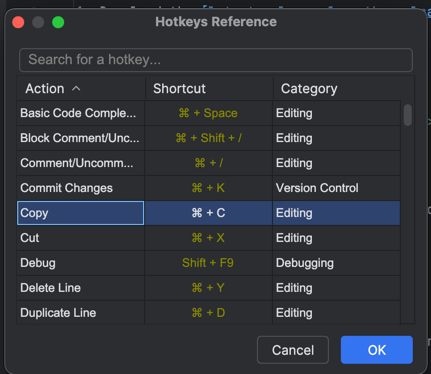 Hotkeys Reference
Search for a hotkey...
Action Shortcut Category
Basic Code Comple... ⌘ + Space Editing
Block Comment/Unc... ⌘ + Shift + / Editing
Comment/Uncomm... ⌘ + / Editing
Commit Changes ⌘ + K Version Control
Copy ⌘ + C Editing
Cut ⌘ + X Editing
Debug Shift + F9 Debugging
Delete Line ⌘ + Y Editing
Duplicate Line ⌘ + D Editing
Cancel OK